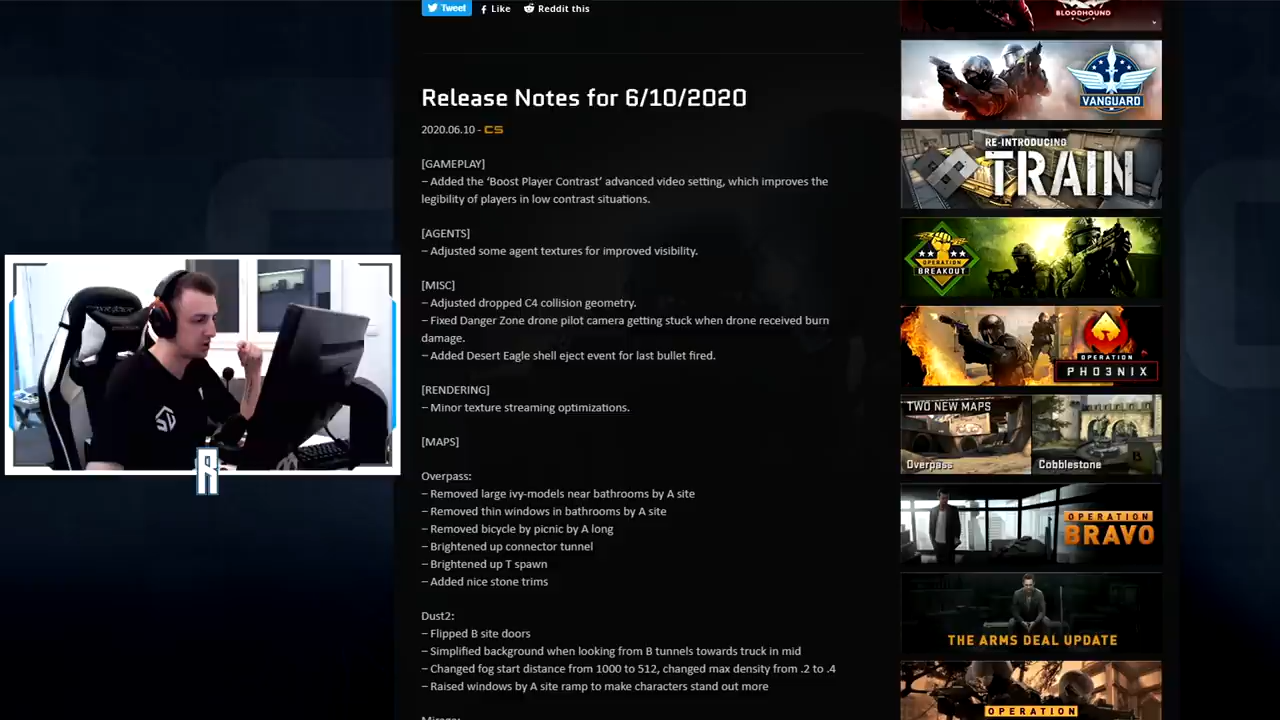 Tweet
Like
Reddit this
Release Notes for 6/10/2020
2020.06.10 - CS
[GAMEPLAY]
– Added the ‘Boost Player Contrast’ advanced video setting, which improves the
legibility of players in low contrast situations.
[AGENTS]
– Adjusted some agent textures for improved visibility.
[MISC]
– Adjusted dropped C4 collision geometry.
– Fixed Danger Zone drone pilot camera getting stuck when drone received burn
damage.
– Added Desert Eagle shell eject event for last bullet fired.
[RENDERING]
– Minor texture streaming optimizations.
[MAPS]
Overpass:
– Removed large ivy-models near bathrooms by A site
– Removed thin windows in bathrooms by A site
– Removed bicycle by picnic by A long
– Brightened up connector tunnel
– Brightened up T spawn
– Added nice stone trims
Dust2:
– Flipped B site doors
– Simplified background when looking from B tunnels towards truck in mid
– Changed fog start distance from 1000 to 512, changed max density from .2 to .4
– Raised windows by A site ramp to make characters stand out more
Mirage:
BLOODHOUND
VANGUARD
RE-INTRODUCING
TRAIN
OPERATION
BREAKOUT
OPERATION
PHO3NIX
TWO NEW MAPS
Overpass
Cobblestone
B
OPERATION
BRAVO
THE ARMS DEAL UPDATE
OPERATION